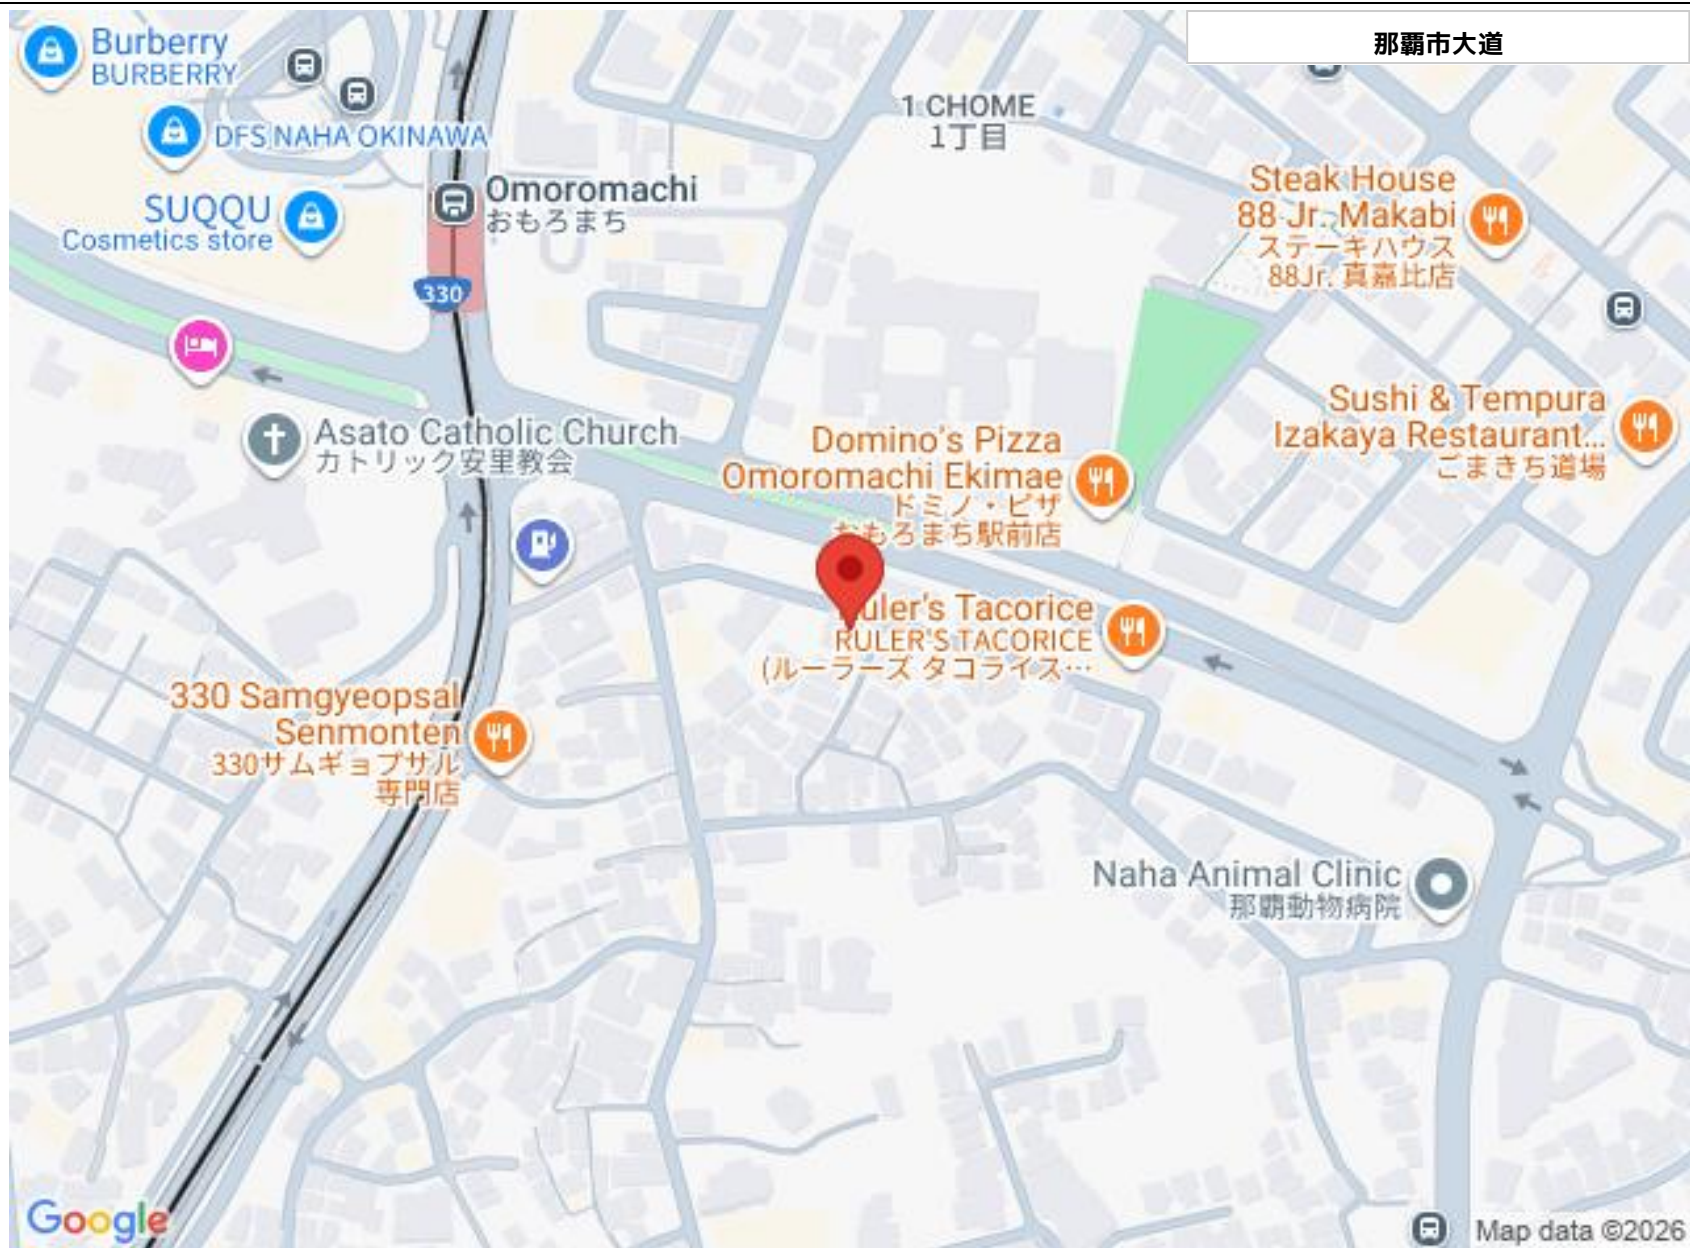 那覇市大道
Burberry
BURBERRY
DFS NAHA OKINAWA
1 CHOME
1丁目
Omoromachi
おもろまち
SUQQU
Cosmetics store
Steak House
88 Jr. Makabi
ステーキハウス
88Jr. 真嘉比店
330
Asato Catholic Church
カトリック安里教会
Domino's Pizza
Omoromachi Ekimae
ドミノ・ピザ
おもろまち駅前店
Sushi & Tempura
Izakaya Restaurant...
ごまきち道場
uler's Tacorice
RULER'S TACORICE
(ルーラーズ タコライス…
330 Samgyeopsal
Senmonten
330サムギョプサル
専門店
Naha Animal Clinic
那覇動物病院
Google
Map data ©2026